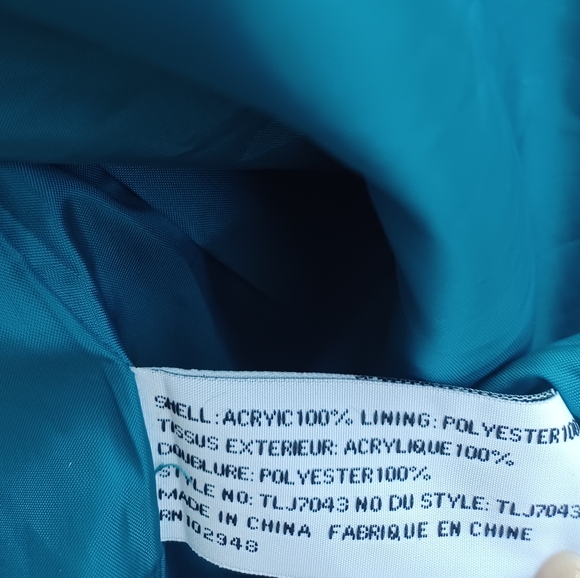 SHELL: ACRYIC100% LINING: POLYESTER100
TISSUS EXTERIEUR: ACRYLIQUE100%
DOUBLURE: POLYESTER100%
STYLE NO: TLJ7043 NO DU STYLE: TLJ7043
MADE IN CHINA FABRIQUE EN CHINE
RN102948